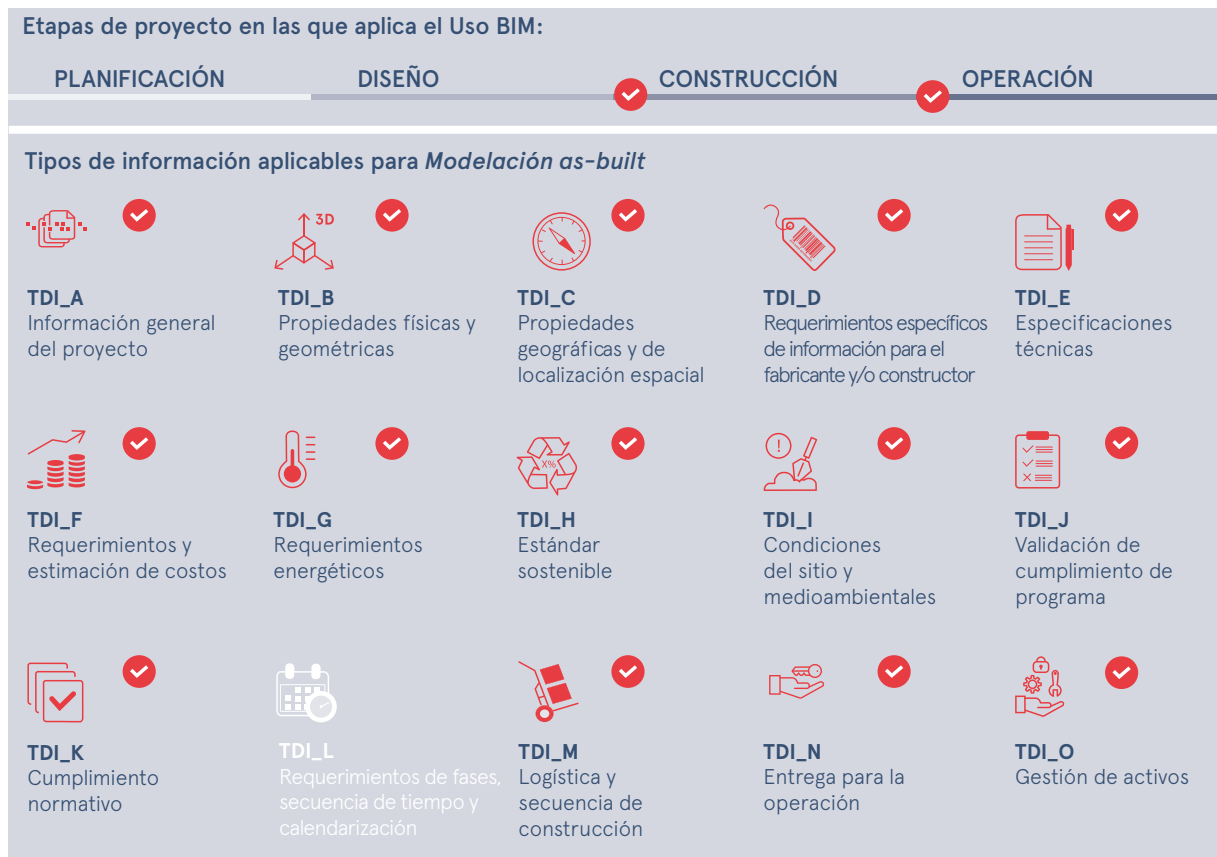 Etapas de proyecto en las que aplica el Uso BIM:
PLANIFICACIÓN
DISEÑO
CONSTRUCCIÓN
OPERACIÓN
Tipos de información aplicables para Modelación as-built
TDI_A
Información general
del proyecto
3D
TDI_B
Propiedades físicas y
geométricas
TDI_C
Propiedades
geográficas y de
localización espacial
TDI_D
Requerimientos específicos
de información para el
fabricante y/o constructor
TDI_E
Especificaciones
técnicas
TDI_F
Requerimientos y
estimación de costos
TDI_G
Requerimientos
energéticos
X%
TDI_H
Estándar
sostenible
TDI_I
Condiciones
del sitio y
medioambientales
TDI_J
Validación de
cumplimiento de
programa
TDI_K
Cumplimiento
normativo
TDI_L
Requerimientos de fases,
secuencia de tiempo y
calendarización
TDI_M
Logística y
secuencia de
construcción
TDI_N
Entrega para la
operación
TDI_O
Gestión de activos